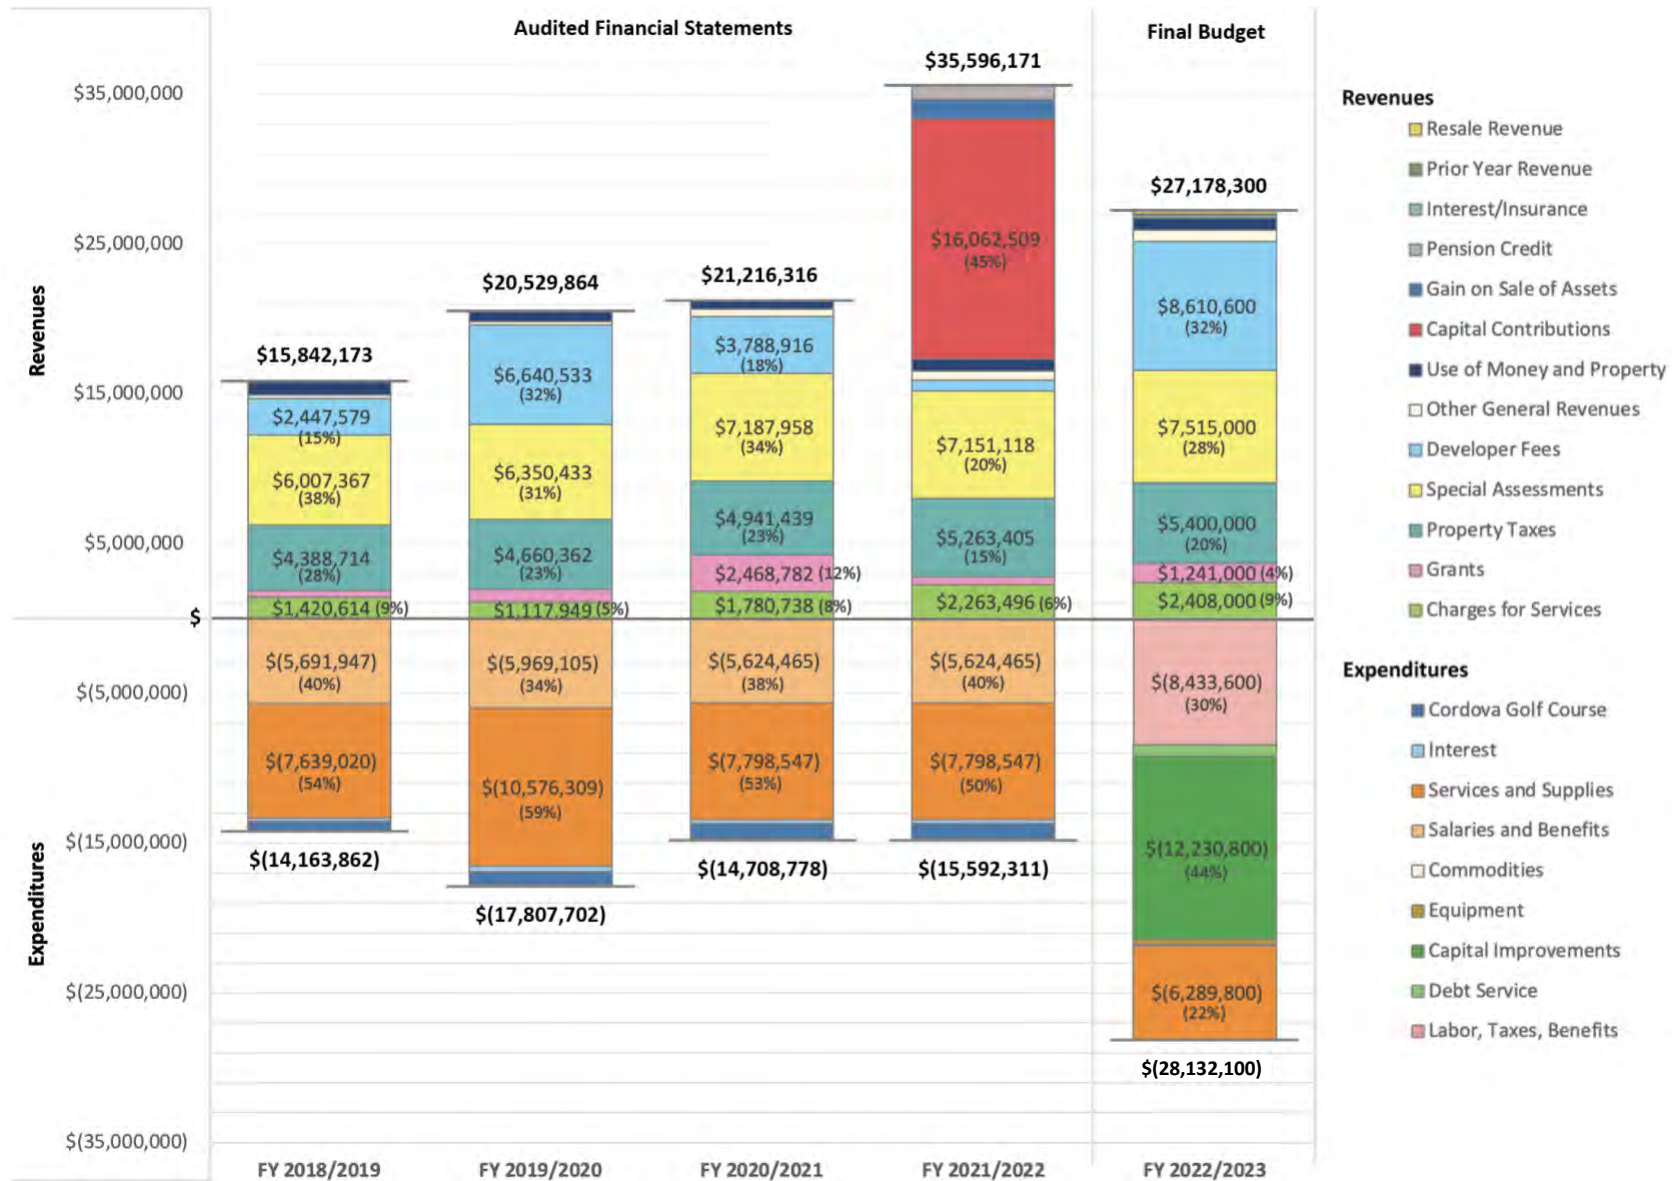 Audited Financial Statements
Final Budget
Revenues
Expenditures
$35,000,000
$25,000,000
$15,000,000
$5,000,000
$
$(5,000,000)
$(15,000,000)
$(25,000,000)
$(35,000,000)
$15,842,173
$2,447,579
(15%)
$6,007,367
(38%)
$4,388,714
(28%)
$1,420,614 (9%)
$(5,691,947)
(40%)
$(7,639,020)
(54%)
$(14,163,862)
FY 2018/2019
$20,529,864
$6,640,533
(32%)
$6,350,433
(31%)
$4,660,362
(23%)
$1,117,949 (5%)
$(5,969,105)
(34%)
$(10,576,309)
(59%)
$(17,807,702)
FY 2019/2020
$21,216,316
$3,788,916
(18%)
$7,187,958
(34%)
$4,941,439
(23%)
$2,468,782 (12%)
$1,780,738 (8%)
$(5,624,465)
(38%)
$(7,798,547)
(53%)
$(14,708,778)
FY 2020/2021
$35,596,171
$16,062,509
(45%)
$7,151,118
(20%)
$5,263,405
(15%)
$2,263,496 (6%)
$(5,624,465)
(40%)
$(7,798,547)
(50%)
$(15,592,311)
FY 2021/2022
$27,178,300
$8,610,600
(32%)
$7,515,000
(28%)
$5,400,000
(20%)
$1,241,000 (4%)
$2,408,000 (9%)
$(8,433,600)
(30%)
$(12,230,800)
(44%)
$(6,289,800)
(22%)
$(28,132,100)
FY 2022/2023
Revenues
Resale Revenue
Prior Year Revenue
Interest/Insurance
Pension Credit
Gain on Sale of Assets
Capital Contributions
Use of Money and Property
Other General Revenues
Developer Fees
Special Assessments
Property Taxes
Grants
Charges for Services
Expenditures
Cordova Golf Course
Interest
Services and Supplies
Salaries and Benefits
Commodities
Equipment
Capital Improvements
Debt Service
Labor, Taxes, Benefits